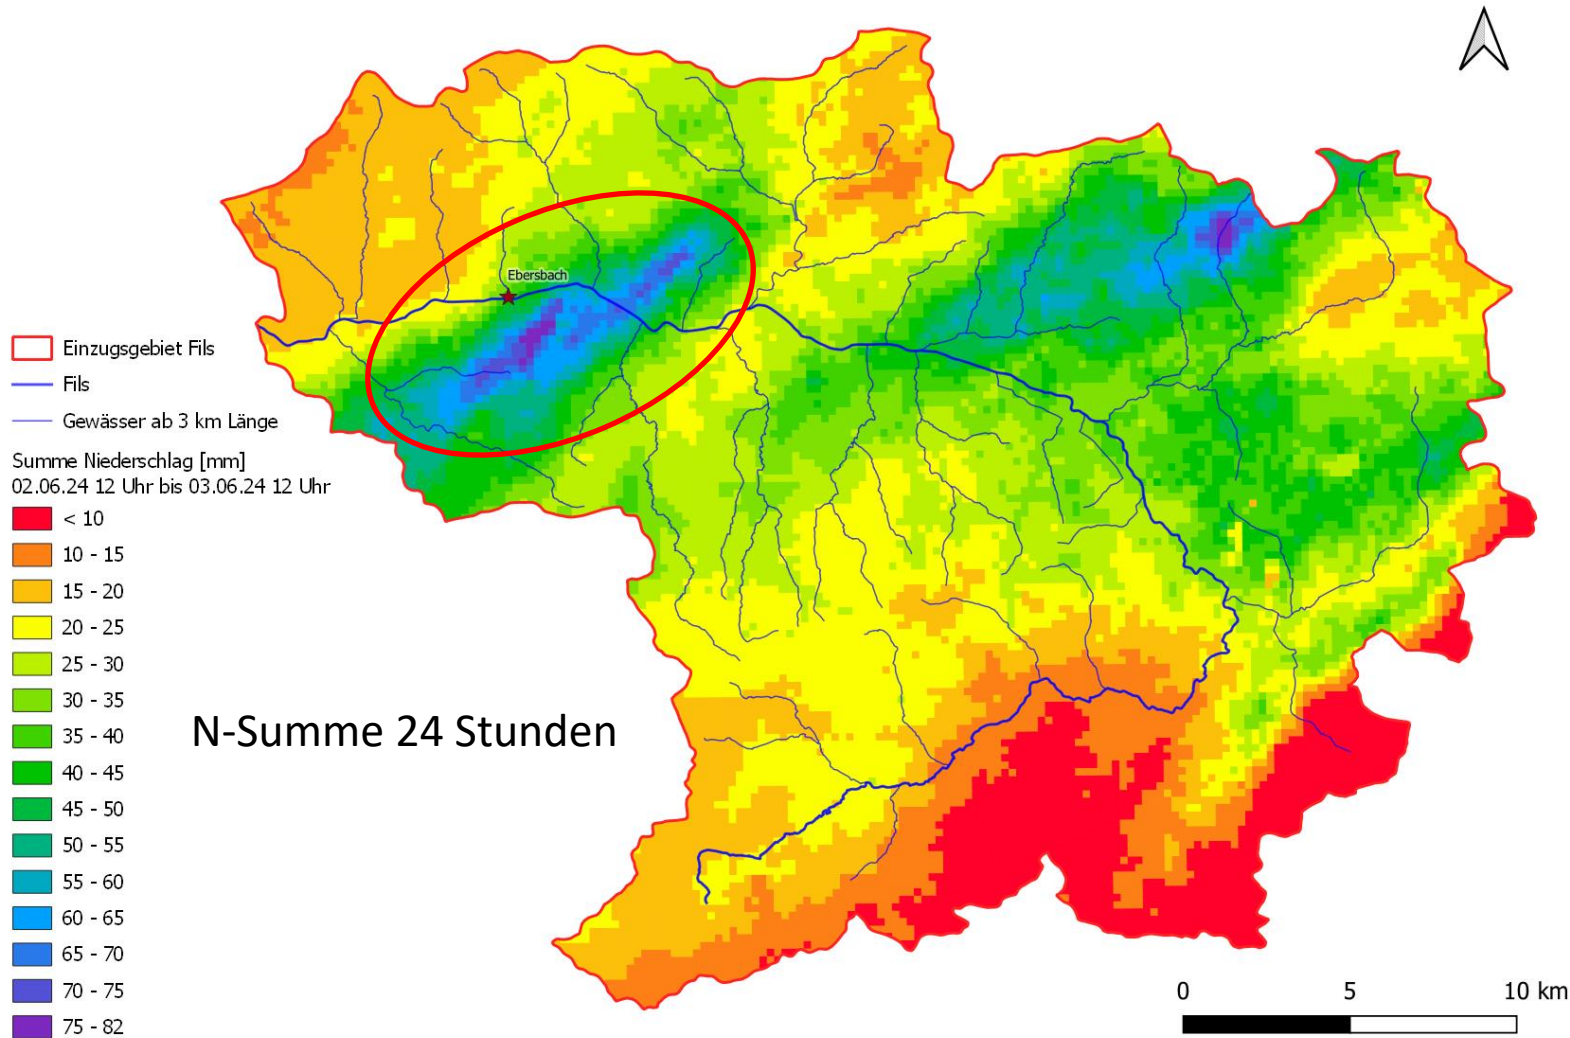 Ebersbach
Einzugsgebiet Fils
Fils
Gewässer ab 3 km Länge
Summe Niederschlag [mm]
02.06.24 12 Uhr bis 03.06.24 12 Uhr
< 10
10 - 15
15 - 20
20 - 25
25 - 30
30 - 35
35 - 40
40 - 45
45 - 50
50 - 55
55 - 60
60 - 65
65 - 70
70 - 75
75 - 82
N-Summe 24 Stunden
0 5 10 km